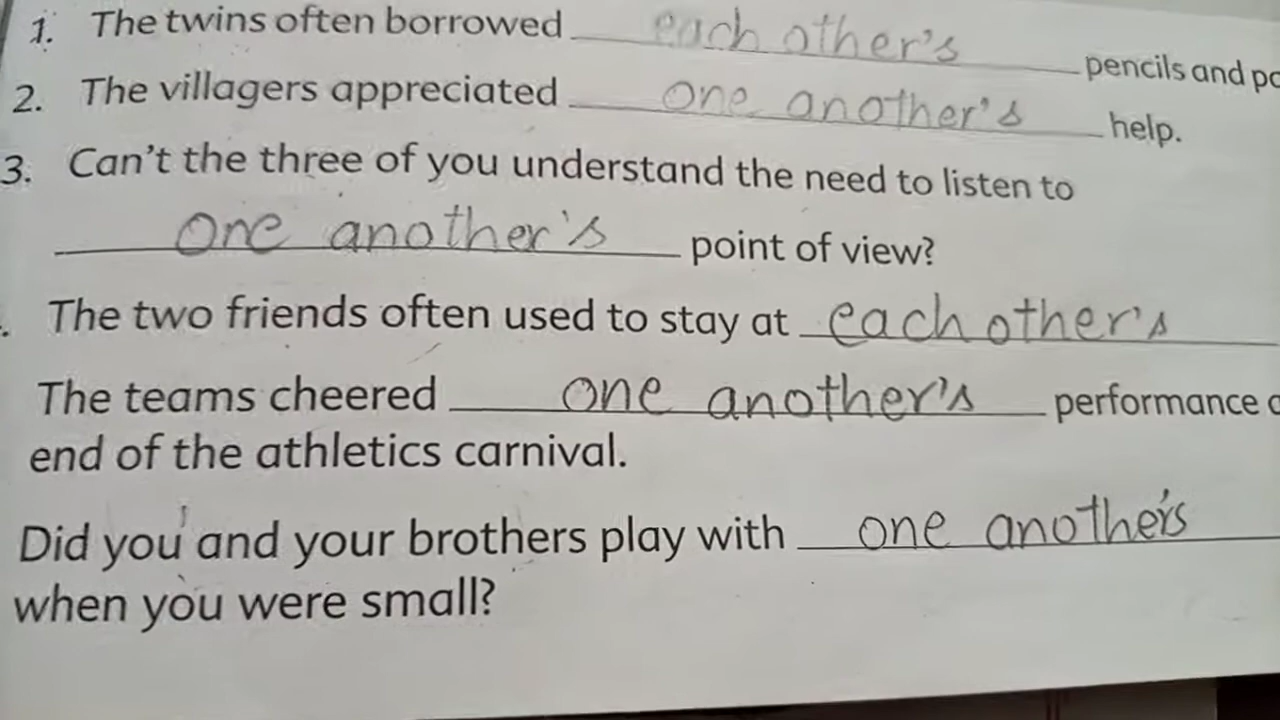 1. The twins often borrowed each other's pencils and
2. The villagers appreciated one another's help.
3. Can't the three of you understand the need to listen to
one another's point of view?
. The two friends often used to stay at each other's
The teams cheered one another's performance
end of the athletics carnival.
Did you and your brothers play with one another's
when you were small?